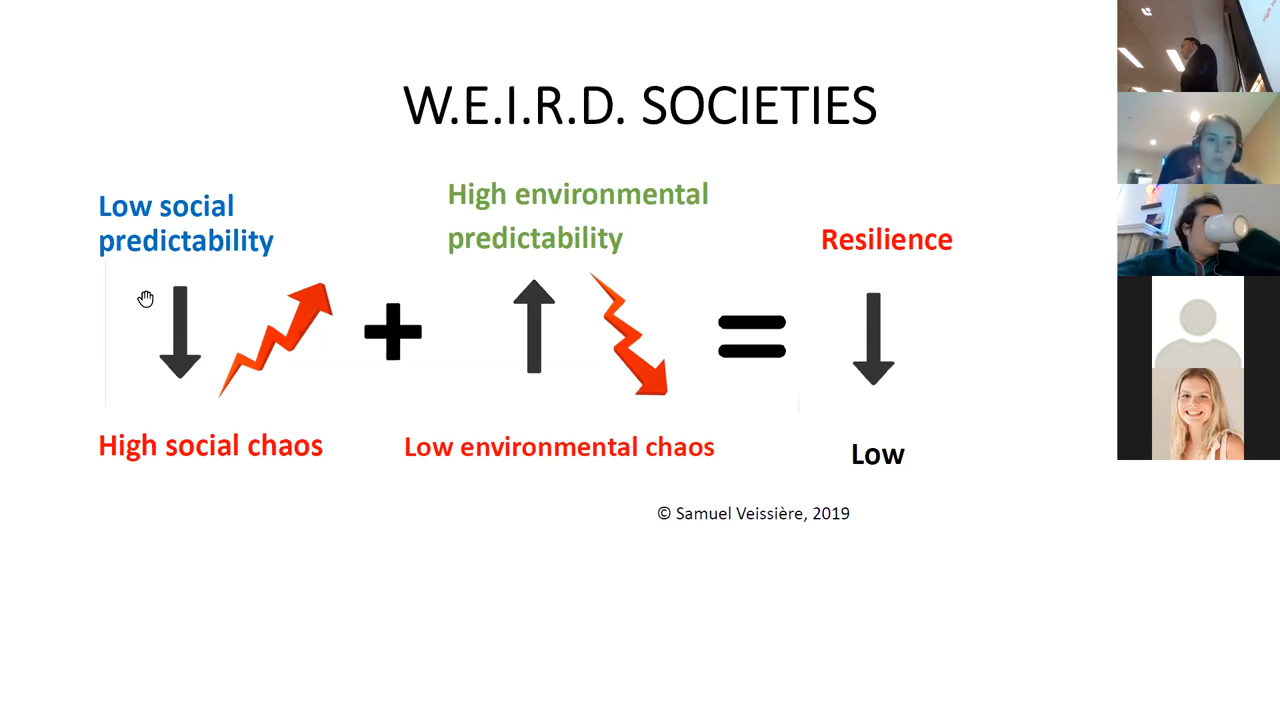 W.E.I.R.D. SOCIETIES
Low social
predictability
High environmental
predictability
Resilience
+
=
High social chaos
Low environmental chaos
Low
© Samuel Veissière, 2019